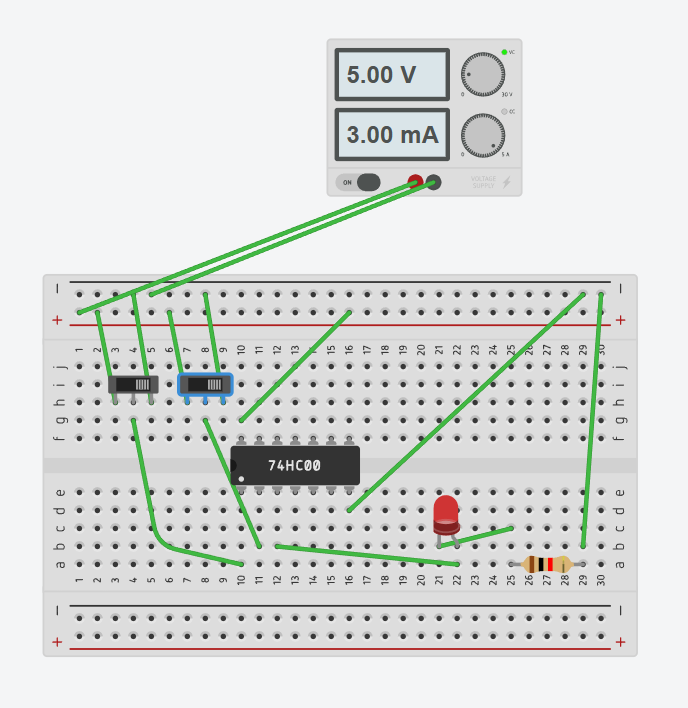 5.00 V
VC
0
30 V
3.00 mA
CC
0
5 A
ON
VOLTAGE
SUPPLY
− −
+ +
1 2 3 4 5 6 7 8 9 10 11 12 13 14 15 16 17 18 19 20 21 22 23 24 25 26 27 28 29 30
j j
i i
h h
g g
f f
74HC00
e e
d d
c c
b b
a a
1 2 3 4 5 6 7 8 9 10 11 12 13 14 15 16 17 18 19 20 21 22 23 24 25 26 27 28 29 30
− −
+ +